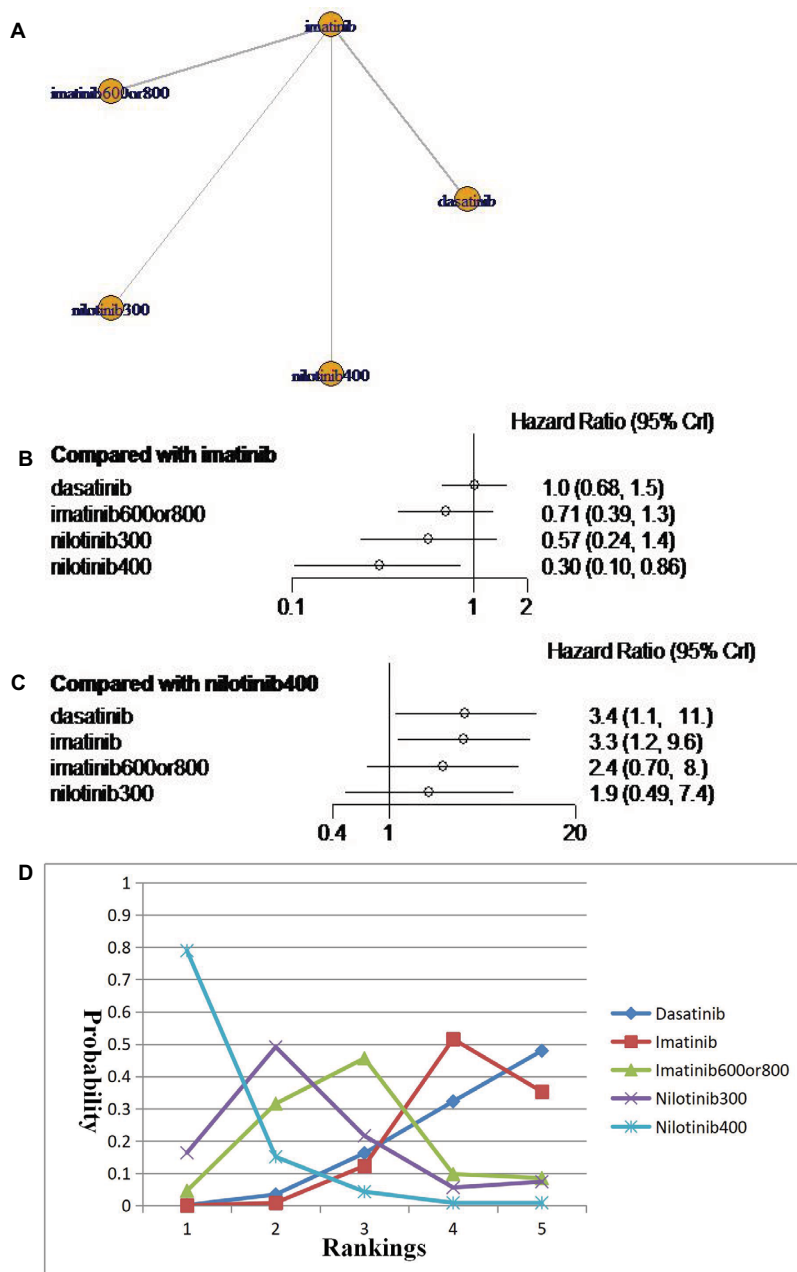 A
imatinib
imatinib600or800
dasatinib
nilotinib300
nilotinib400
Hazard Ratio (95% Crl)
B
Compared with imatinib
dasatinib 1.0 (0.68, 1.5)
imatinib600or800 0.71 (0.39, 1.3)
nilotinib300 0.57 (0.24, 1.4)
nilotinib400 0.30 (0.10, 0.86)
0.1 1 2
Hazard Ratio (95% Crl)
C
Compared with nilotinib400
dasatinib 3.4 (1.1, 11.)
imatinib 3.3 (1.2, 9.6)
imatinib600or800 2.4 (0.70, 8.)
nilotinib300 1.9 (0.49, 7.4)
0.4 1 20
D
1
0.9
0.8
0.7
0.6
0.5
0.4
0.3
0.2
0.1
0
Probability
1 2 3 4 5
Rankings
Dasatinib
Imatinib
Imatinib600or800
Nilotinib300
Nilotinib400